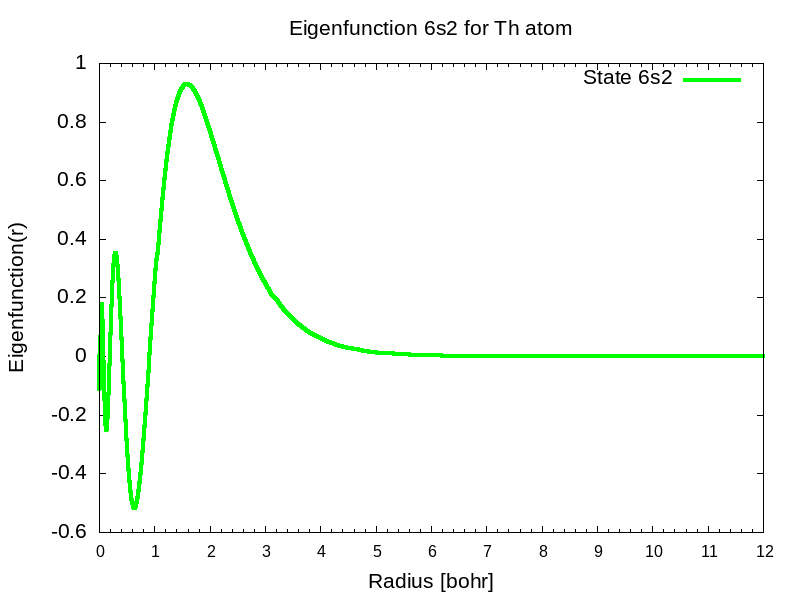 Eigenfunction 6s2 for Th atom
State 6s2
1
0.8
0.6
0.4
0.2
0
-0.2
-0.4
-0.6
Eigenfunction(r)
0 1 2 3 4 5 6 7 8 9 10 11 12
Radius [bohr]